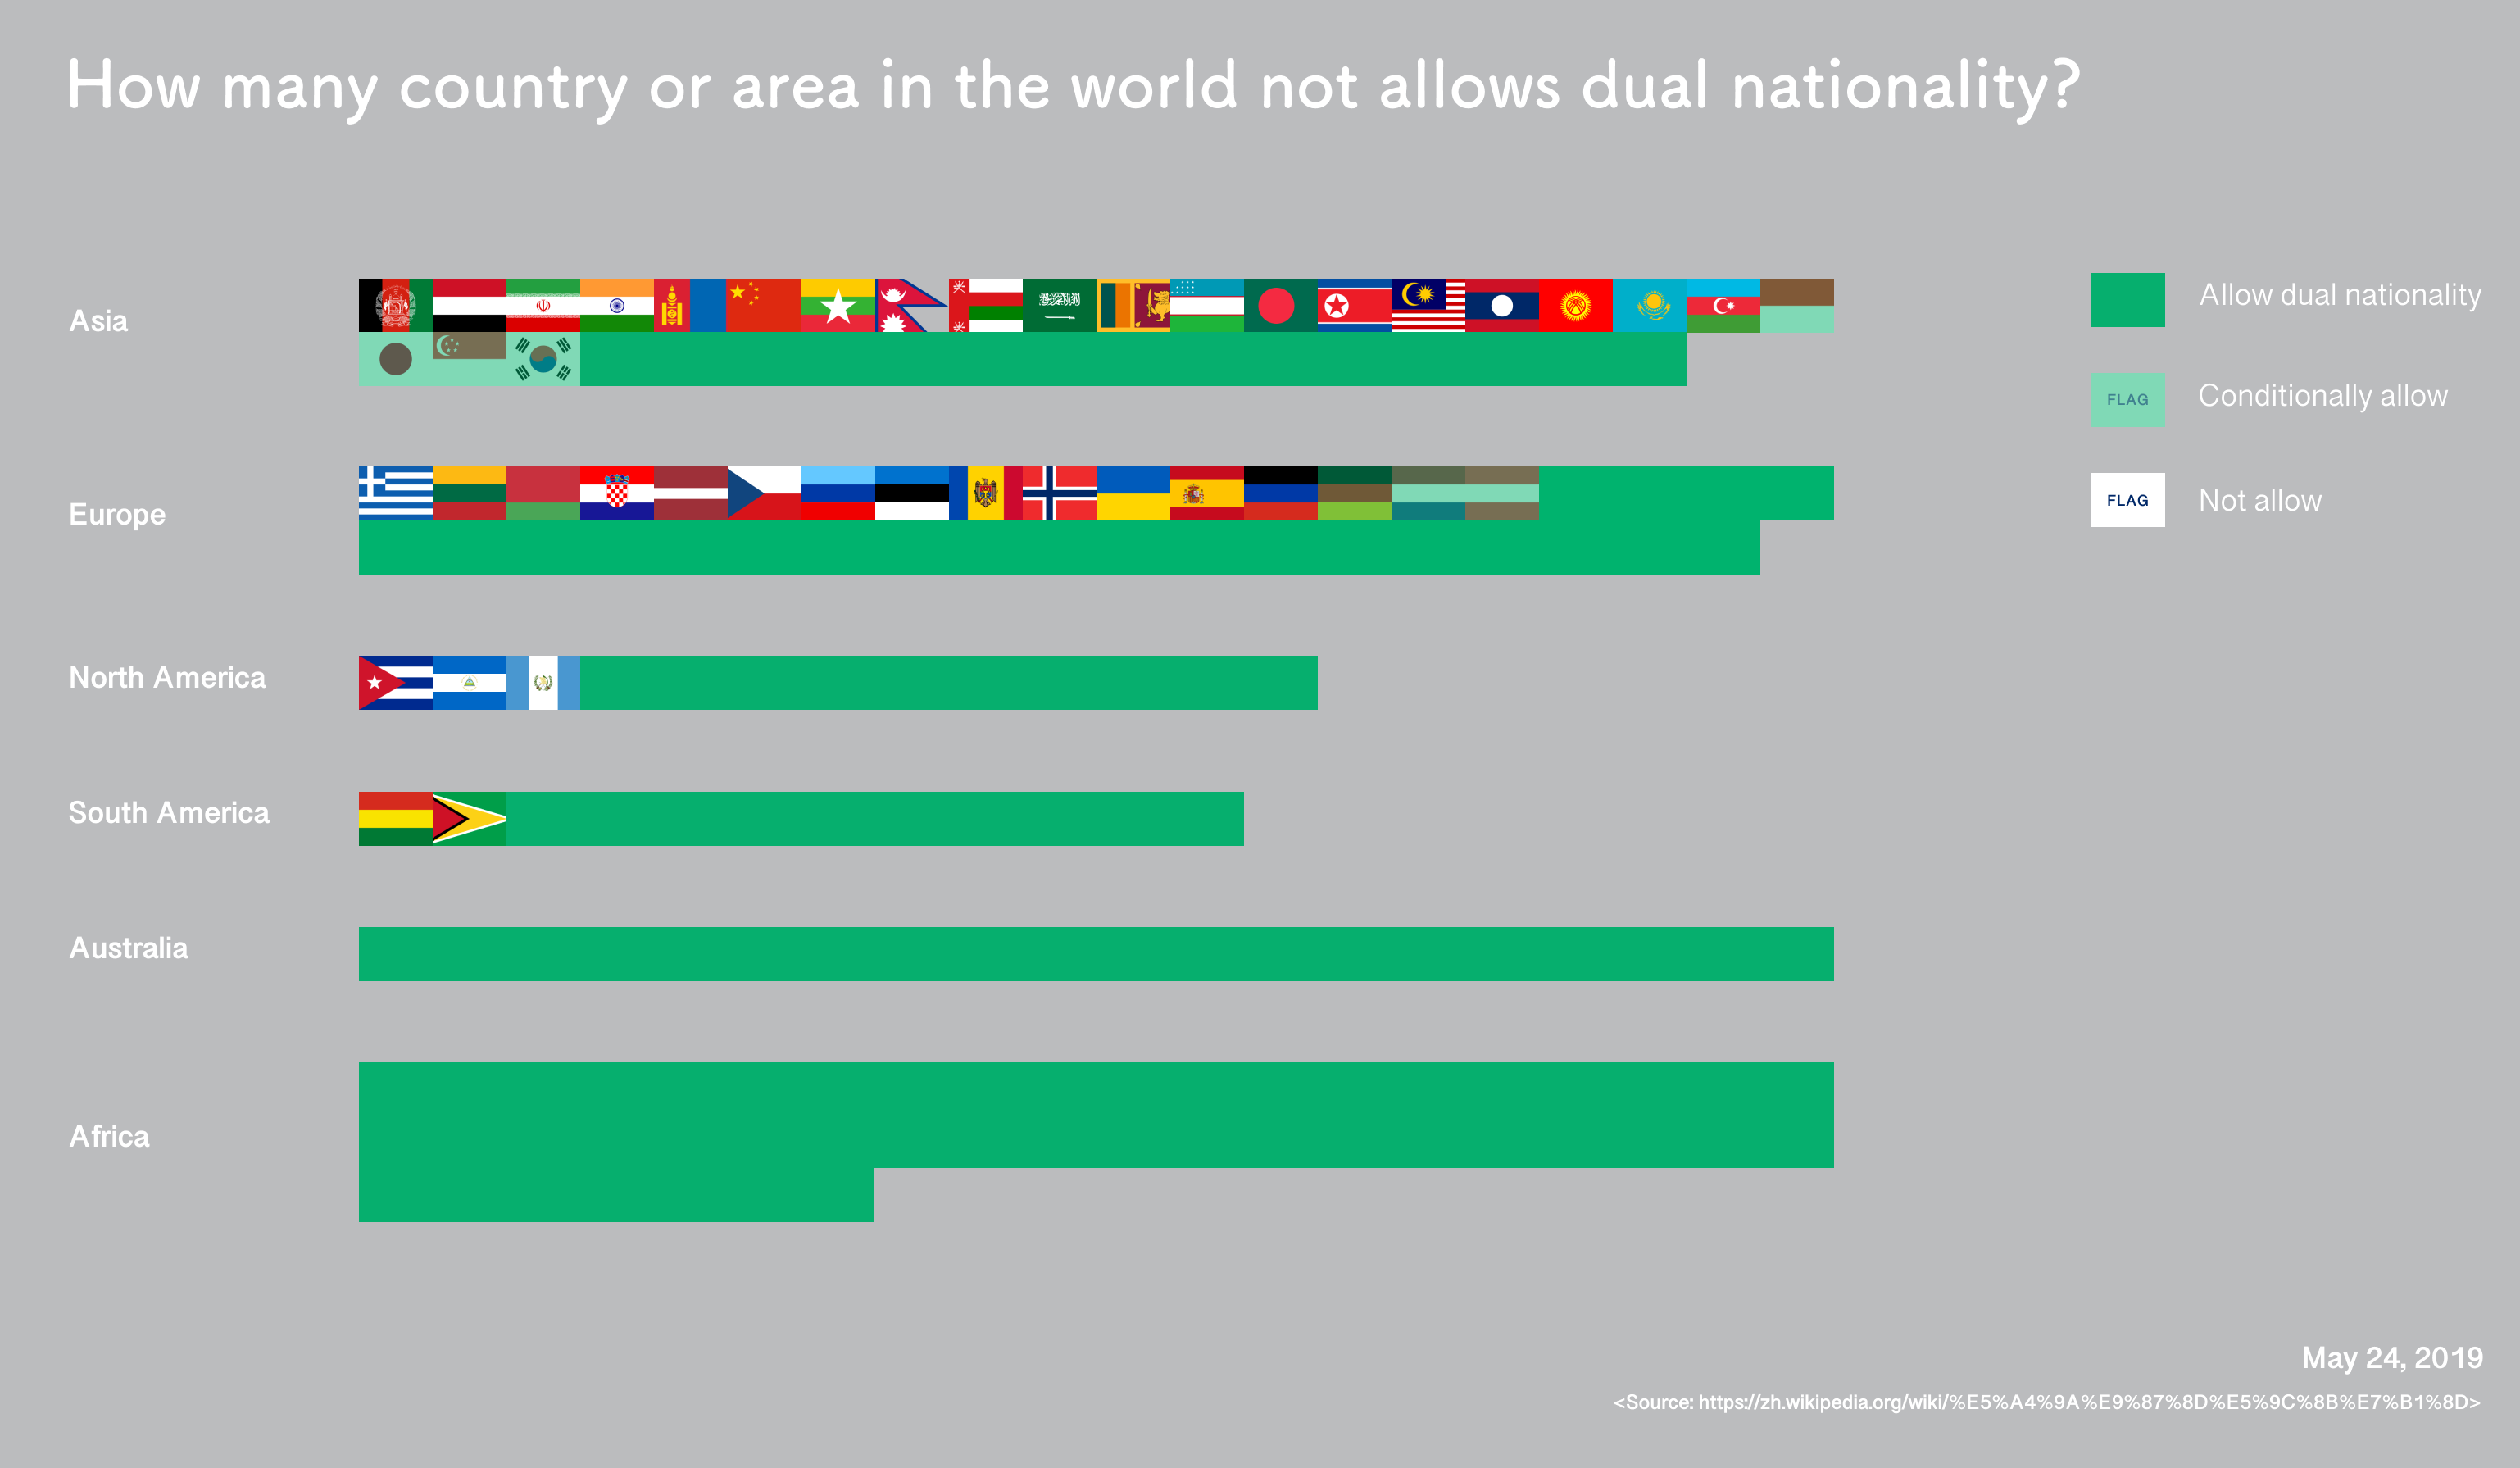 How many country or area in the world not allows dual nationality?
Asia
Europe
North America
South America
Australia
Africa
Allow dual nationality
FLAG Conditionally allow
FLAG Not allow
May 24, 2019
<Source: https://zh.wikipedia.org/wiki/%E5%A4%9A%E9%87%8D%E5%9C%8B%E7%B1%8D>